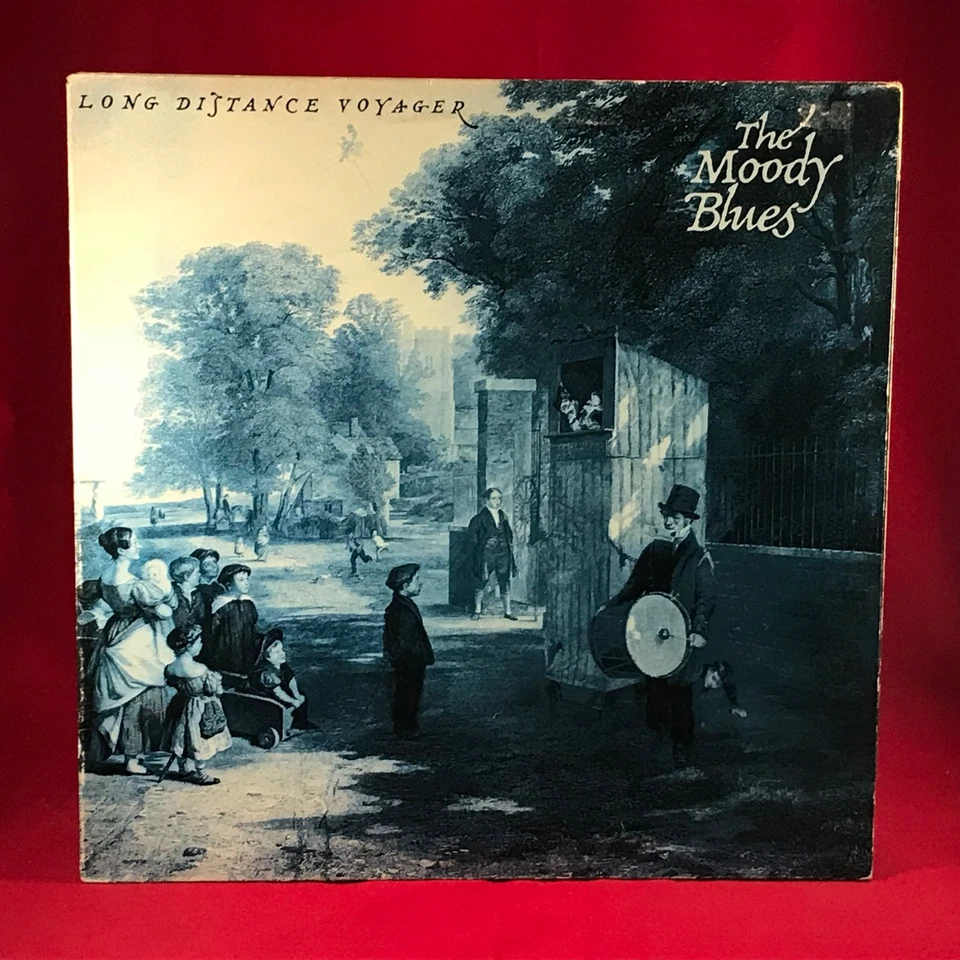 LONG DISTANCE VOYAGER
The
Moody
Blues